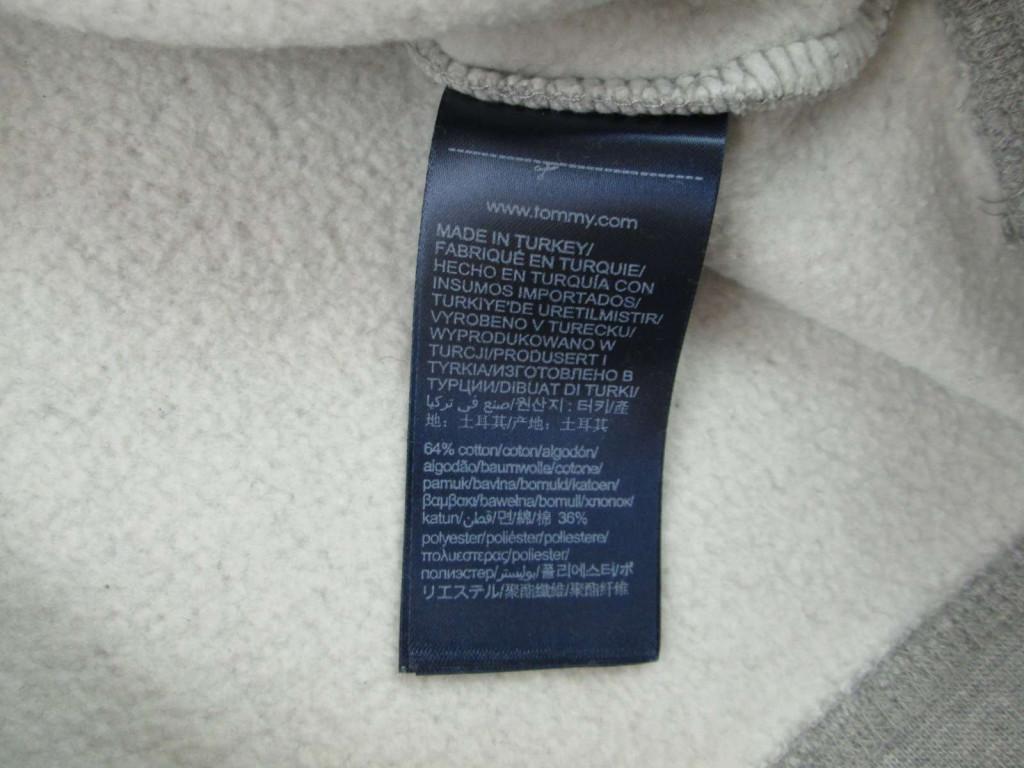 www.tommy.com
MADE IN TURKEY/
FABRIQUÉ EN TURQUIE/
HECHO EN TURQUÍA CON
INSUMOS IMPORTADOS/
TURKIYE'DE URETILMISTIR/
VYROBENO V TURECKU/
WYPRODUKOWANO W
TURCJI/PRODUSERT I
TYRKIA/ИЗГОТОВЛЕНО В
ТУРЦИИ/DIBUAT DI TURKI/
صنع في تركيا/원산지 : 터키/產
地：土耳其/产地：土耳其
64% cotton/coton/algodón/
algodão/baumwolle/cotone/
pamuk/bavlna/bomuld/katoen/
βαμβακι/bawełna/bomull/хлопок/
katun/قطن/면/綿/棉 36%
polyester/poliéster/poliestere/
πολυεστερας/poliester/
полиэстер/بوليستر/폴리에스터/ポ
リエステル/聚酯纖維/聚酯纤维